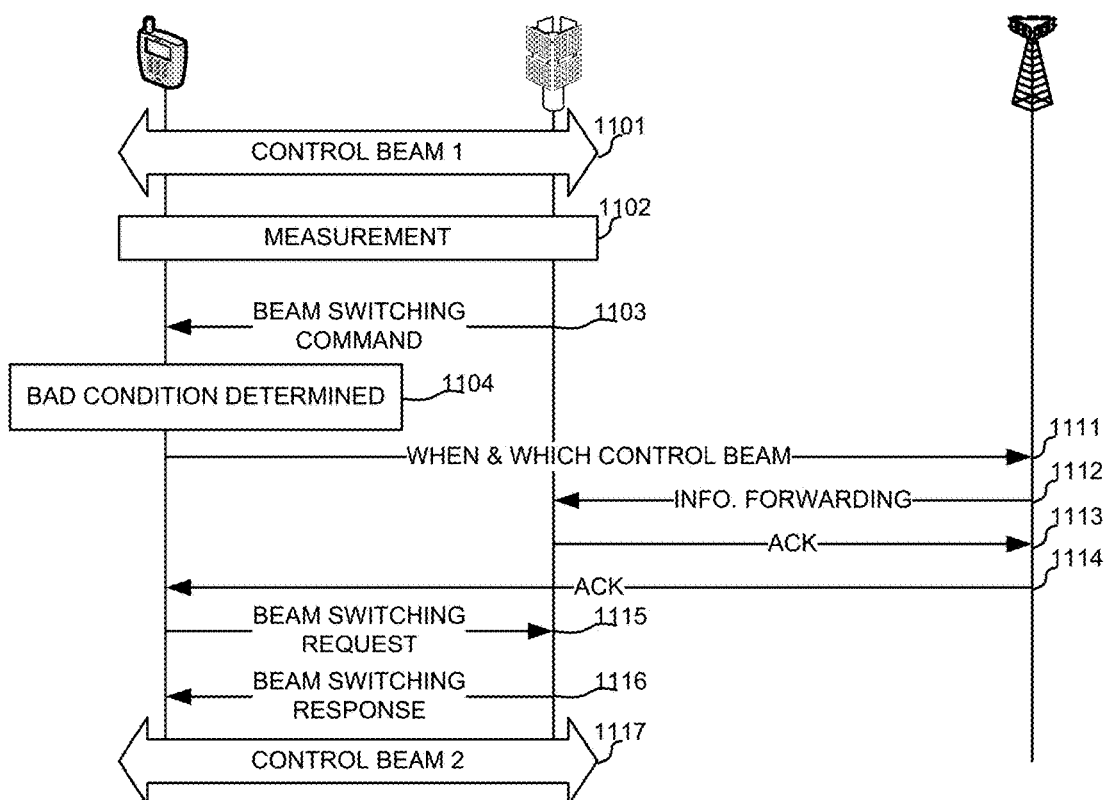 1101
CONTROL BEAM 1
1102
MEASUREMENT
BEAM SWITCHING
COMMAND
1103
BAD CONDITION DETERMINED
1104
WHEN & WHICH CONTROL BEAM
1111
INFO. FORWARDING
1112
ACK
1113
ACK
1114
BEAM SWITCHING
REQUEST
1115
BEAM SWITCHING
RESPONSE
1116
CONTROL BEAM 2
1117